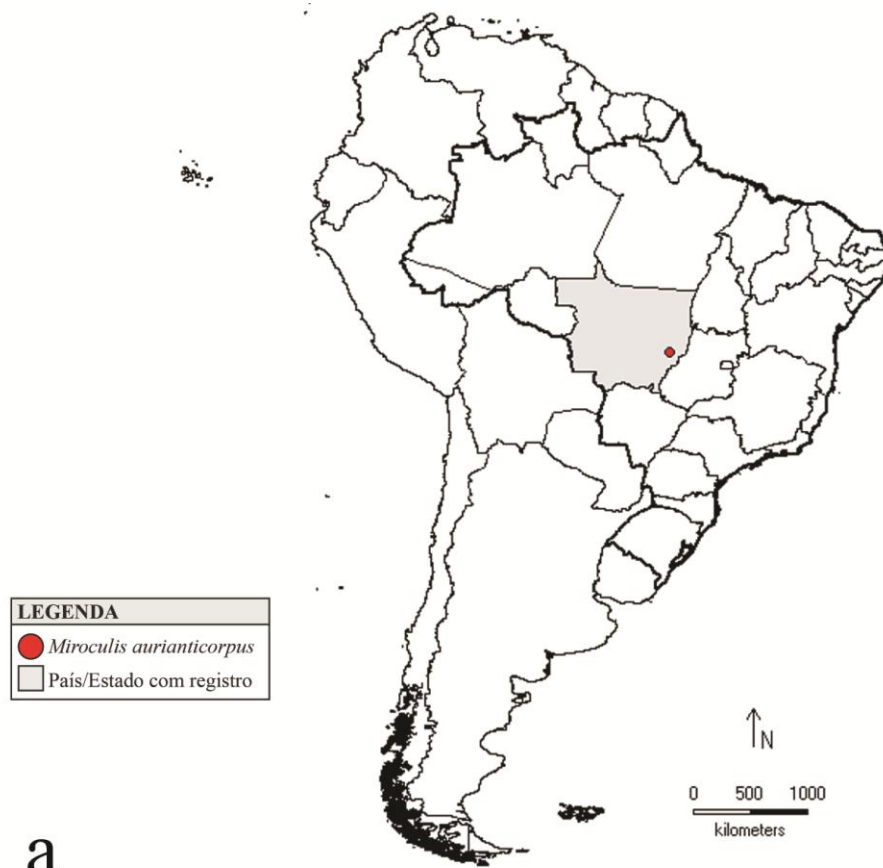 LEGENDA
Miroculis aurianticorpus
País/Estado com registro
N
0 500 1000
kilometers
a